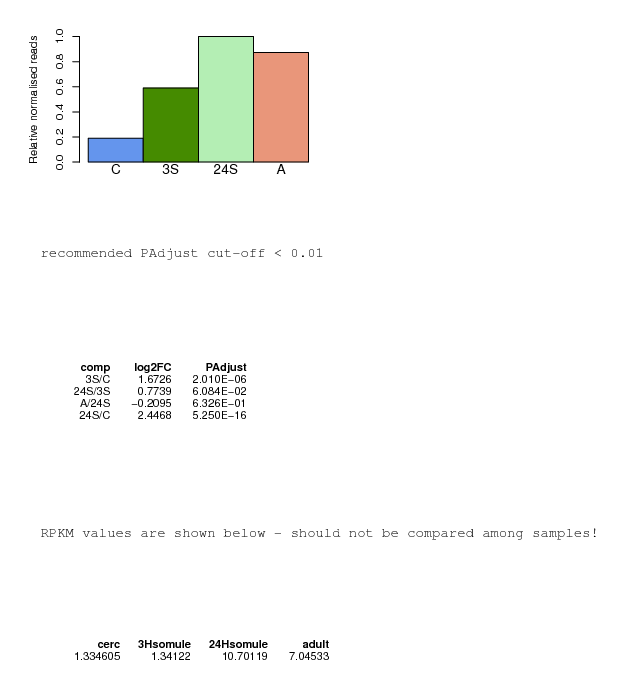 Relative normalised reads
1.0
0.8
0.6
0.4
0.2
0.0
C 3S 24S A
recommended PAdjust cut-off < 0.01
comp log2FC PAdjust
3S/C 1.6726 2.010E−06
24S/3S 0.7739 6.084E−02
A/24S −0.2095 6.326E−01
24S/C 2.4468 5.250E−16
RPKM values are shown below - should not be compared among samples!
cerc 3Hsomule 24Hsomule adult
1.334605 1.34122 10.70119 7.04533